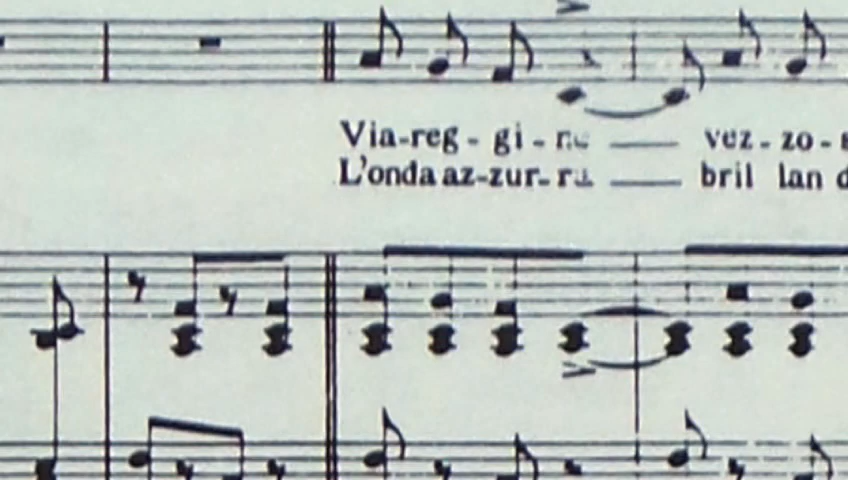 Via-reg - gi - ne —— vez - zo -
L'onda az-zur- ra —— bril lan